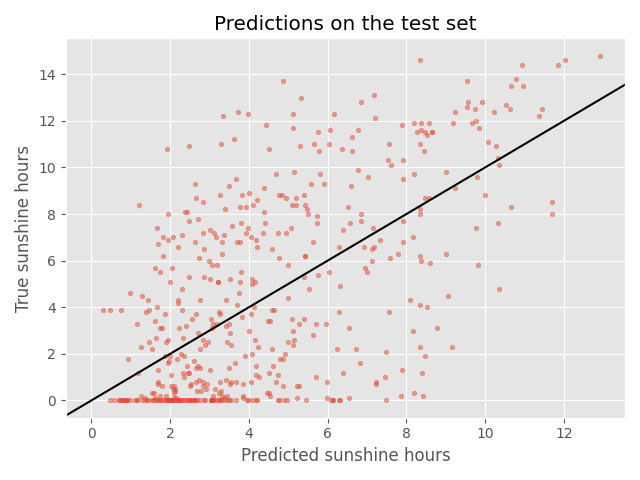 Predictions on the test set
True sunshine hours
14
12
10
8
6
4
2
0
0 2 4 6 8 10 12
Predicted sunshine hours